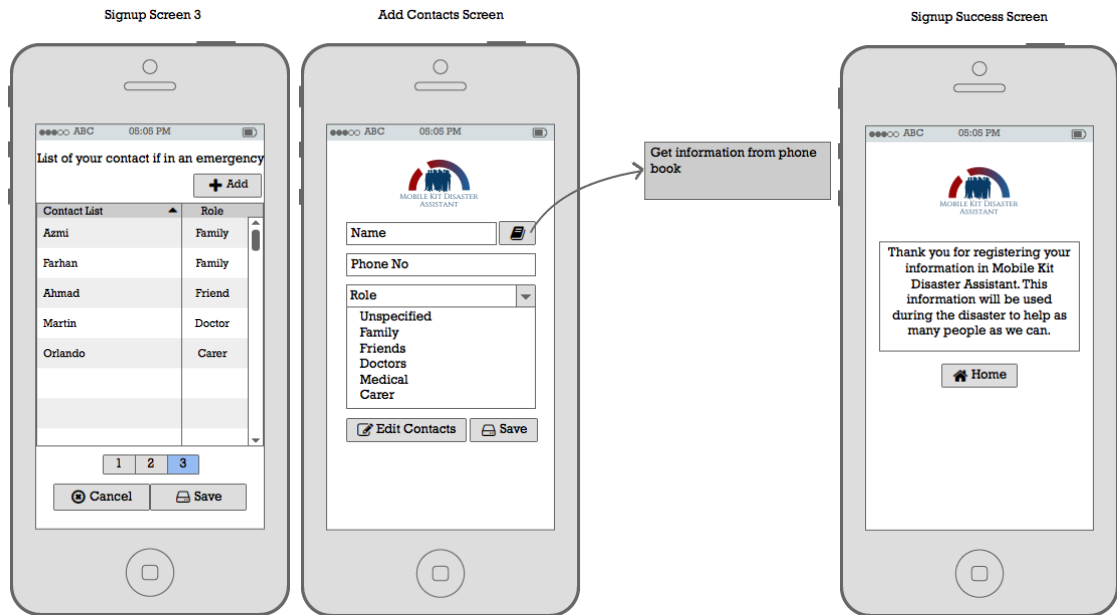 Signup Screen 3
ABC 05:05 PM
List of your contact if in an emergency
Add
Contact List Role
Azmi Family
Farhan Family
Ahmad Friend
Martin Doctor
Orlando Carer
1 2 3
Cancel Save
Add Contacts Screen
ABC 05:05 PM
MOBILE KIT DISASTER
ASSISTANT
Name
Phone No
Role
Unspecified
Family
Friends
Doctors
Medical
Carer
Edit Contacts Save
Get information from phone
book
Signup Success Screen
ABC 05:05 PM
MOBILE KIT DISASTER
ASSISTANT
Thank you for registering your
information in Mobile Kit
Disaster Assistant. This
information will be used
during the disaster to help as
many people as we can.
Home